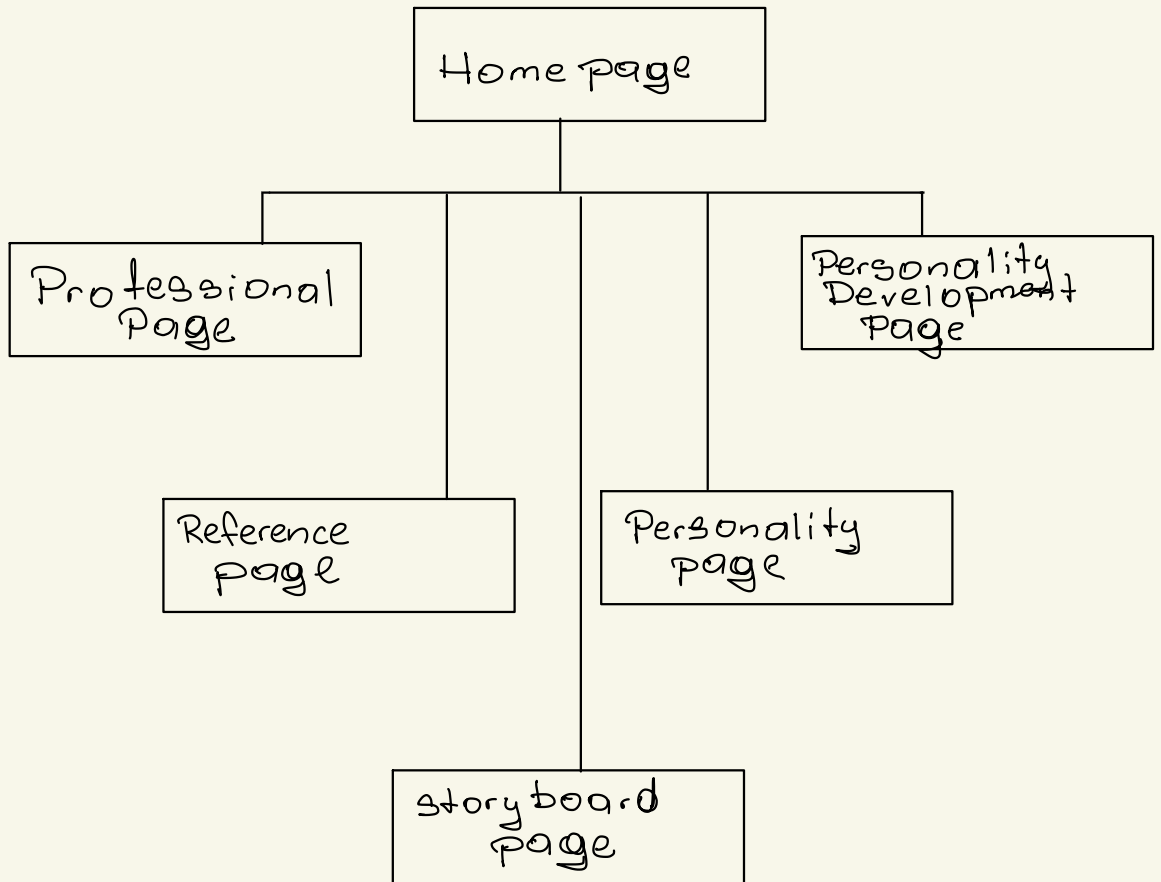 Home page
Professional
Page
Personality
Development
Page
Reference
page
Personality
page
storyboard
page